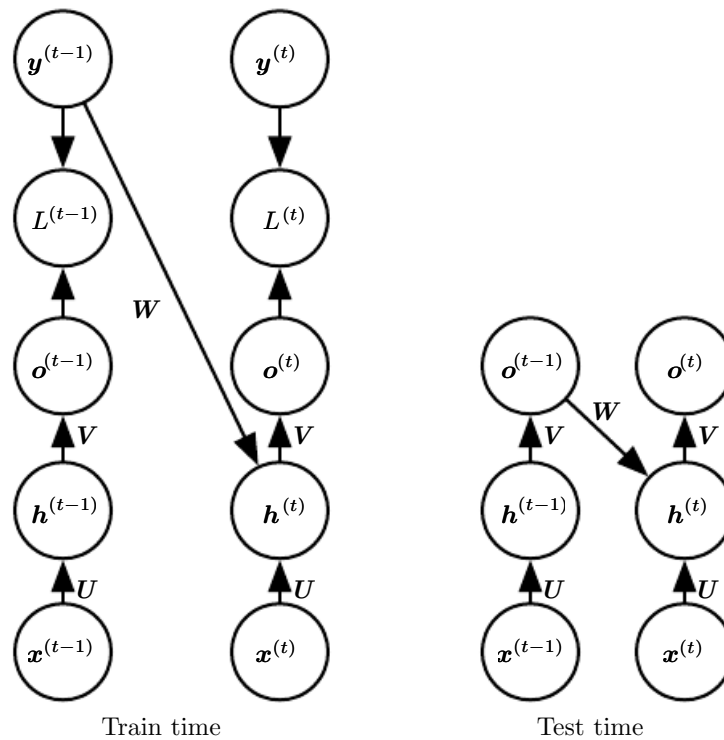 y^(t−1) y^(t)
L^(t−1) L^(t)
W
o^(t−1) o^(t) o^(t−1) o^(t)
W
V V V V
h^(t−1) h^(t) h^(t−1) h^(t)
U U U U
x^(t−1) x^(t) x^(t−1) x^(t)
Train time Test time